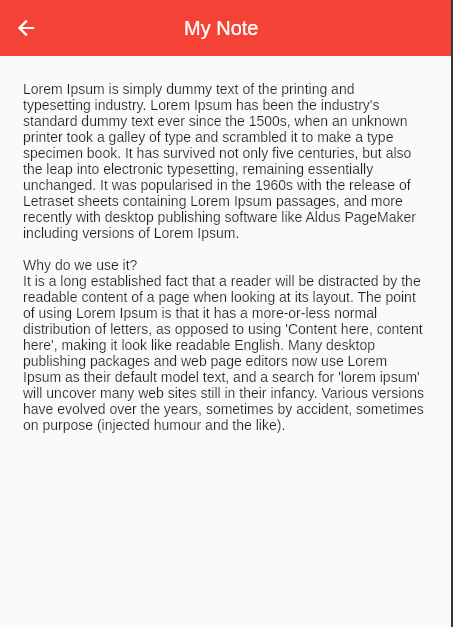 My Note
Lorem Ipsum is simply dummy text of the printing and
typesetting industry. Lorem Ipsum has been the industry's
standard dummy text ever since the 1500s, when an unknown
printer took a galley of type and scrambled it to make a type
specimen book. It has survived not only five centuries, but also
the leap into electronic typesetting, remaining essentially
unchanged. It was popularised in the 1960s with the release of
Letraset sheets containing Lorem Ipsum passages, and more
recently with desktop publishing software like Aldus PageMaker
including versions of Lorem Ipsum.
Why do we use it?
It is a long established fact that a reader will be distracted by the
readable content of a page when looking at its layout. The point
of using Lorem Ipsum is that it has a more-or-less normal
distribution of letters, as opposed to using 'Content here, content
here', making it look like readable English. Many desktop
publishing packages and web page editors now use Lorem
Ipsum as their default model text, and a search for 'lorem ipsum'
will uncover many web sites still in their infancy. Various versions
have evolved over the years, sometimes by accident, sometimes
on purpose (injected humour and the like).